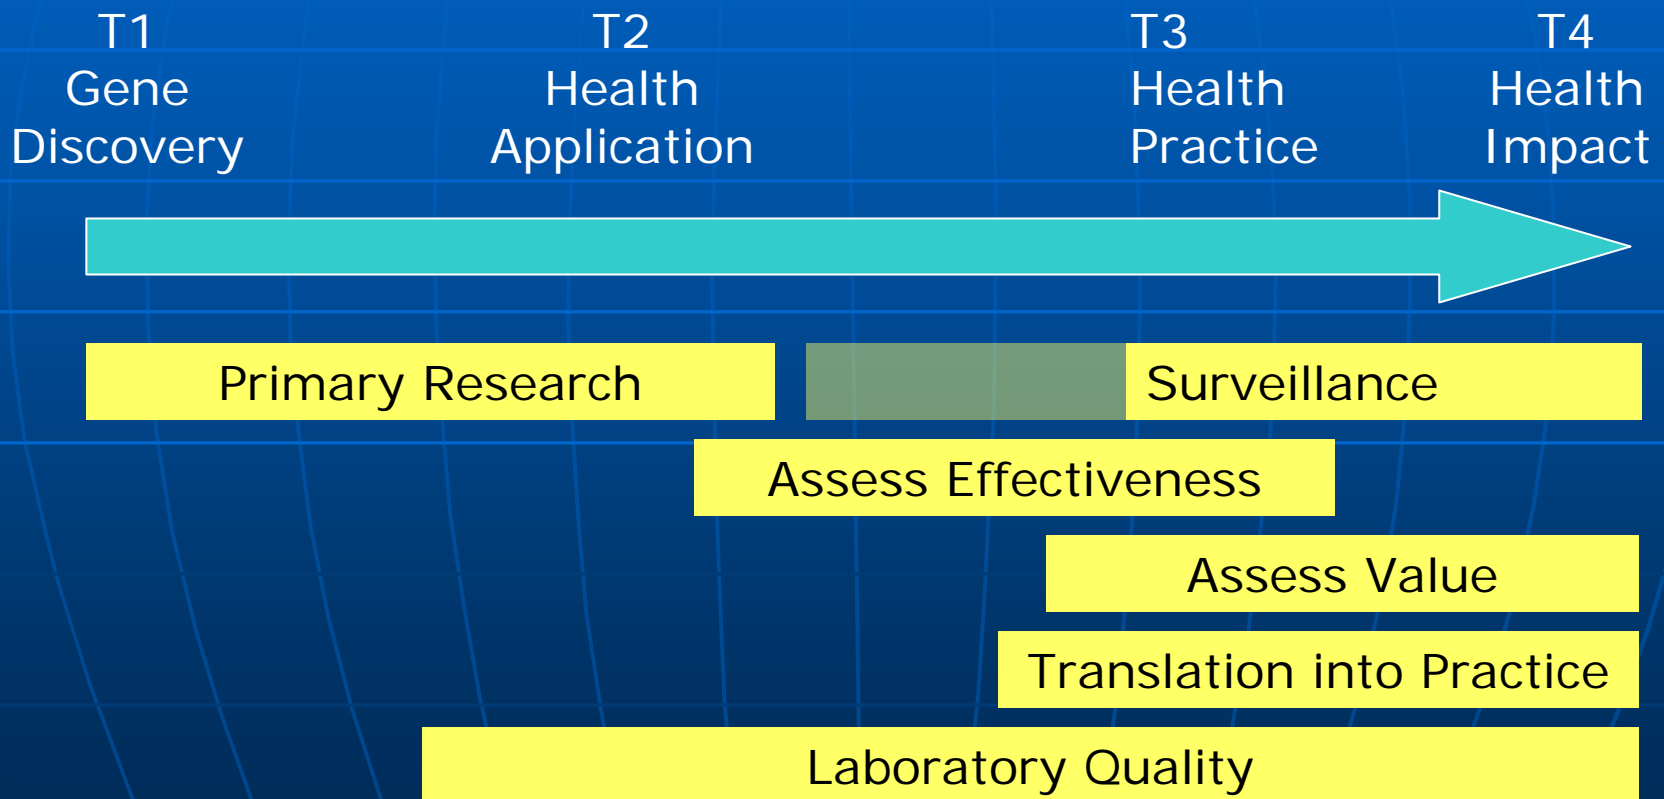 T1
Gene
Discovery
T2
Health
Application
T3
Health
Practice
T4
Health
Impact
Primary Research
Surveillance
Assess Effectiveness
Assess Value
Translation into Practice
Laboratory Quality